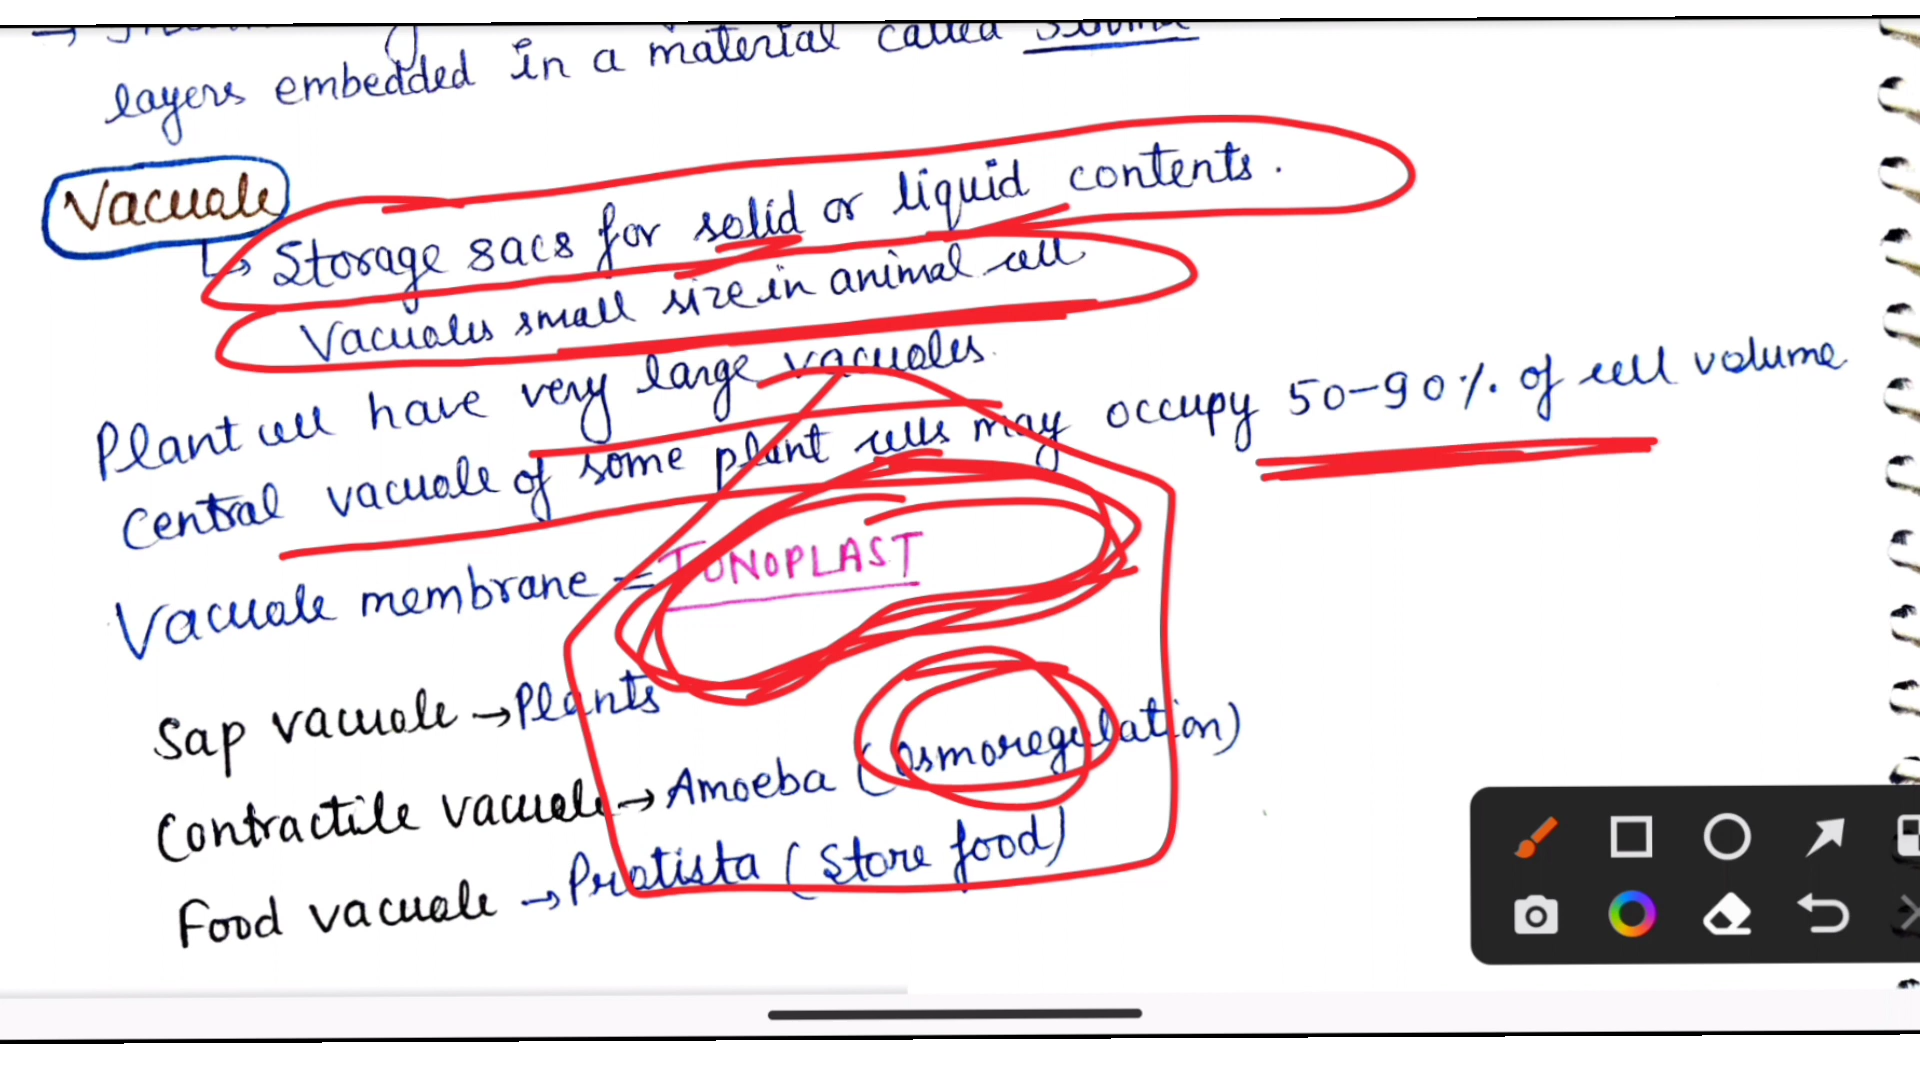 layers embedded in a material called
Vacuole
Storage sacs for solid or liquid contents.
Vacuoles small size in animal cell
Plant cell have very large vacuoles.
Central vacuole of some plant cells may occupy 50-90% of cell volume
Vacuole membrane = TONOPLAST
Sap vacuole → Plants
Contractile vacuole → Amoeba (osmoregulation)
Food vacuole → Protista (store food)